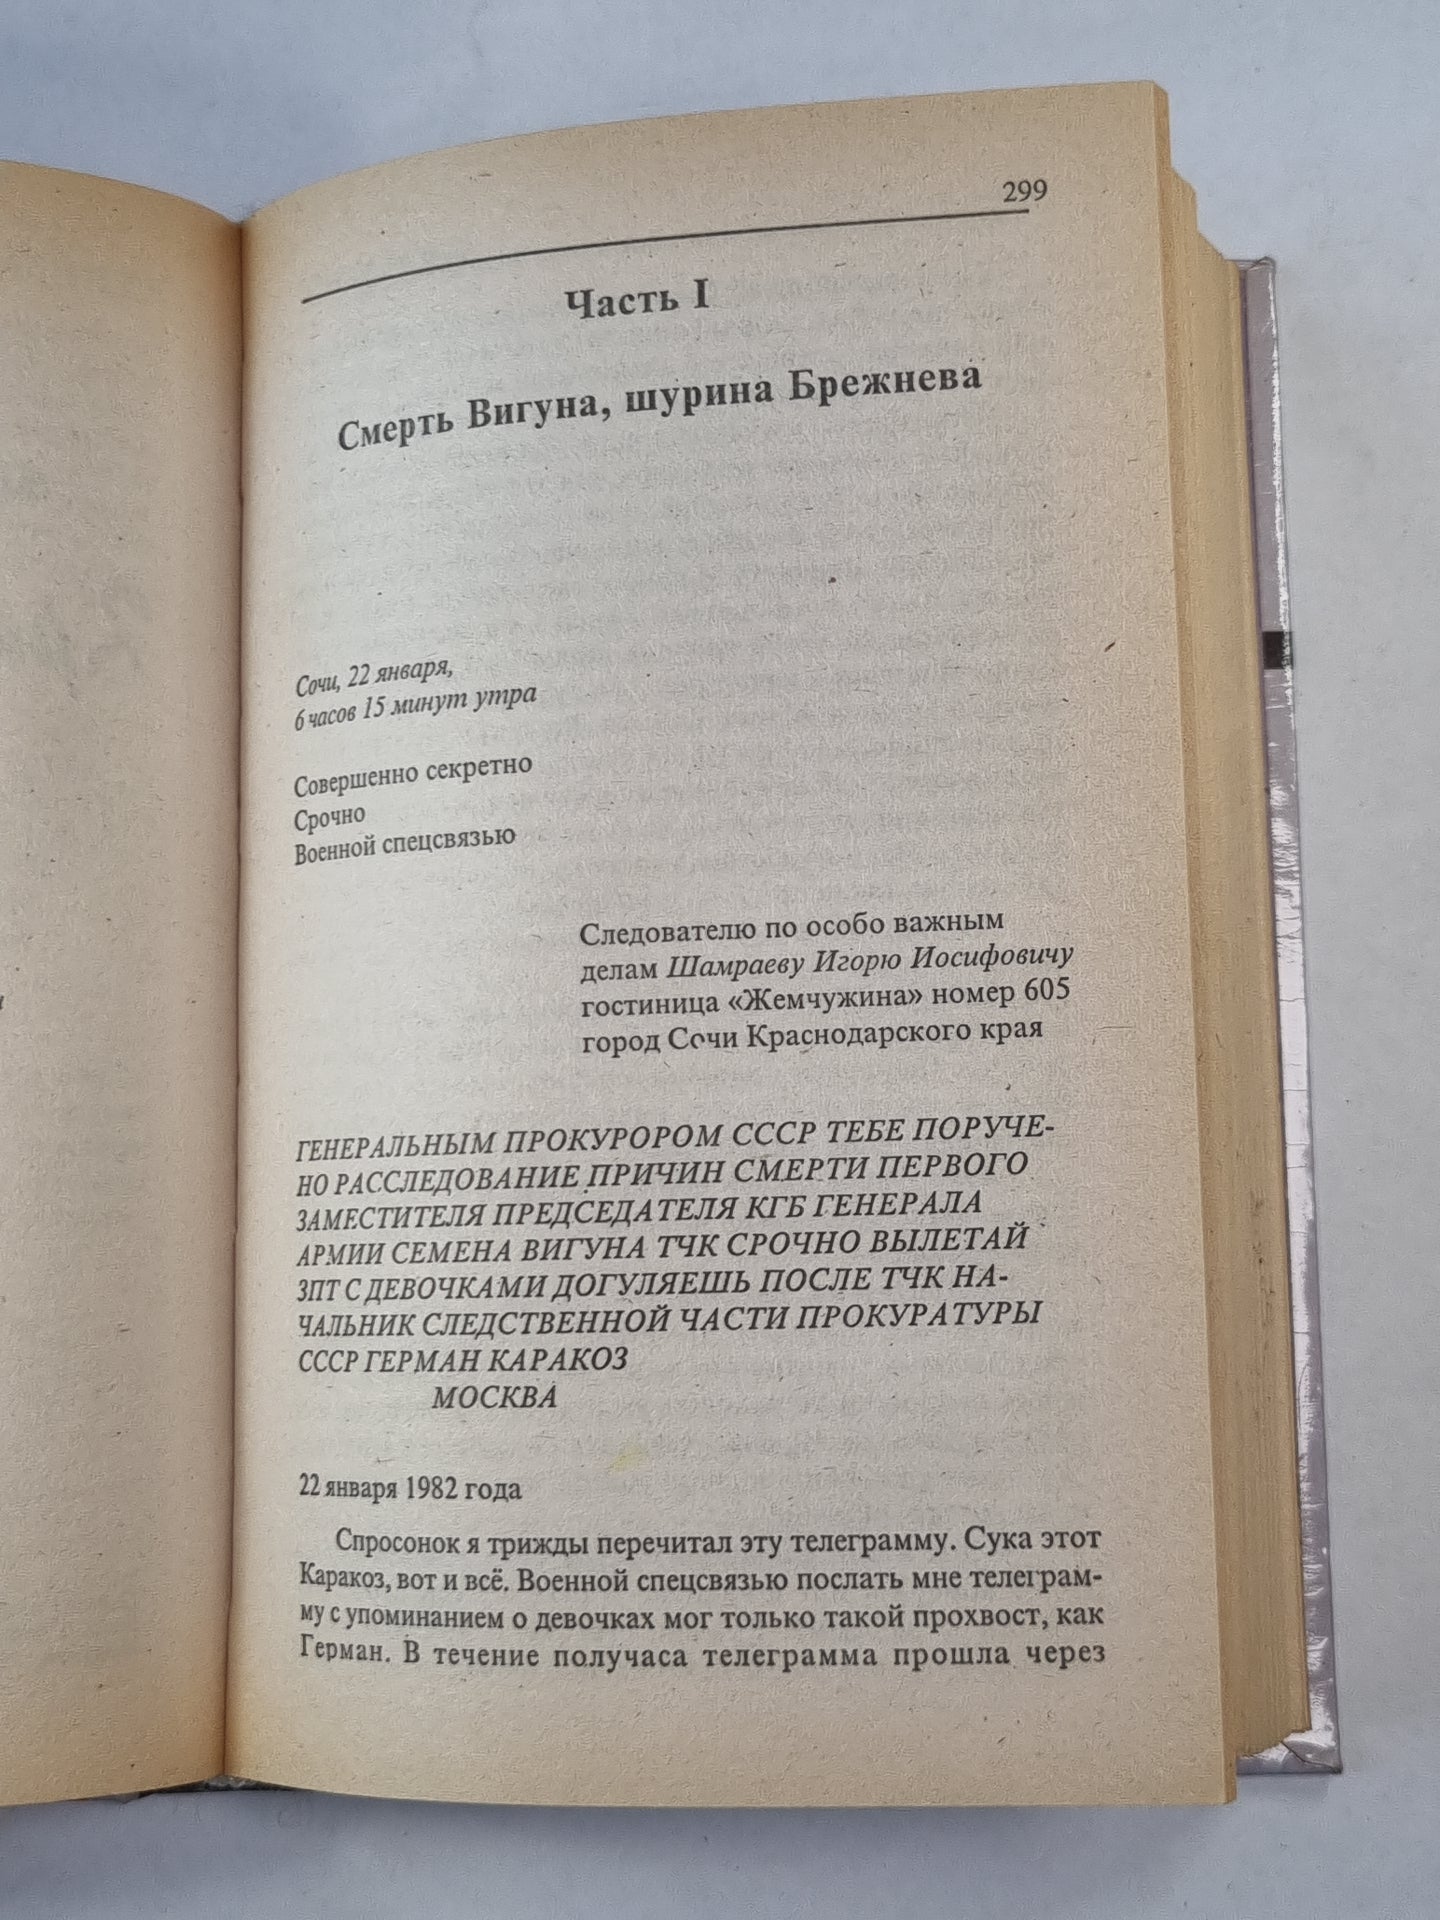 299
Часть I
Смерть Вигуна, шурина Брежнева
Сочи, 22 января,
6 часов 15 минут утра
Совершенно секретно
Срочно
Военной спецсвязью
Следователю по особо важным
делам Шамраеву Игорю Иосифовичу
гостиница «Жемчужина» номер 605
город Сочи Краснодарского края
ГЕНЕРАЛЬНЫМ ПРОКУРОРОМ СССР ТЕБЕ ПОРУЧЕ-
НО РАССЛЕДОВАНИЕ ПРИЧИН СМЕРТИ ПЕРВОГО
ЗАМЕСТИТЕЛЯ ПРЕДСЕДАТЕЛЯ КГБ ГЕНЕРАЛА
АРМИИ СЕМЕНА ВИГУНА ТЧК СРОЧНО ВЫЛЕТАЙ
ЗПТ С ДЕВОЧКАМИ ДОГУЛЯЕШЬ ПОСЛЕ ТЧК НА-
ЧАЛЬНИК СЛЕДСТВЕННОЙ ЧАСТИ ПРОКУРАТУРЫ
СССР ГЕРМАН КАРАКОЗ
МОСКВА
22 января 1982 года
Спросонок я трижды перечитал эту телеграмму. Сука этот
Каракоз, вот и всё. Военной спецсвязью послать мне телеграм-
му с упоминанием о девочках мог только такой прохвост, как
Герман. В течение получаса телеграмма прошла через